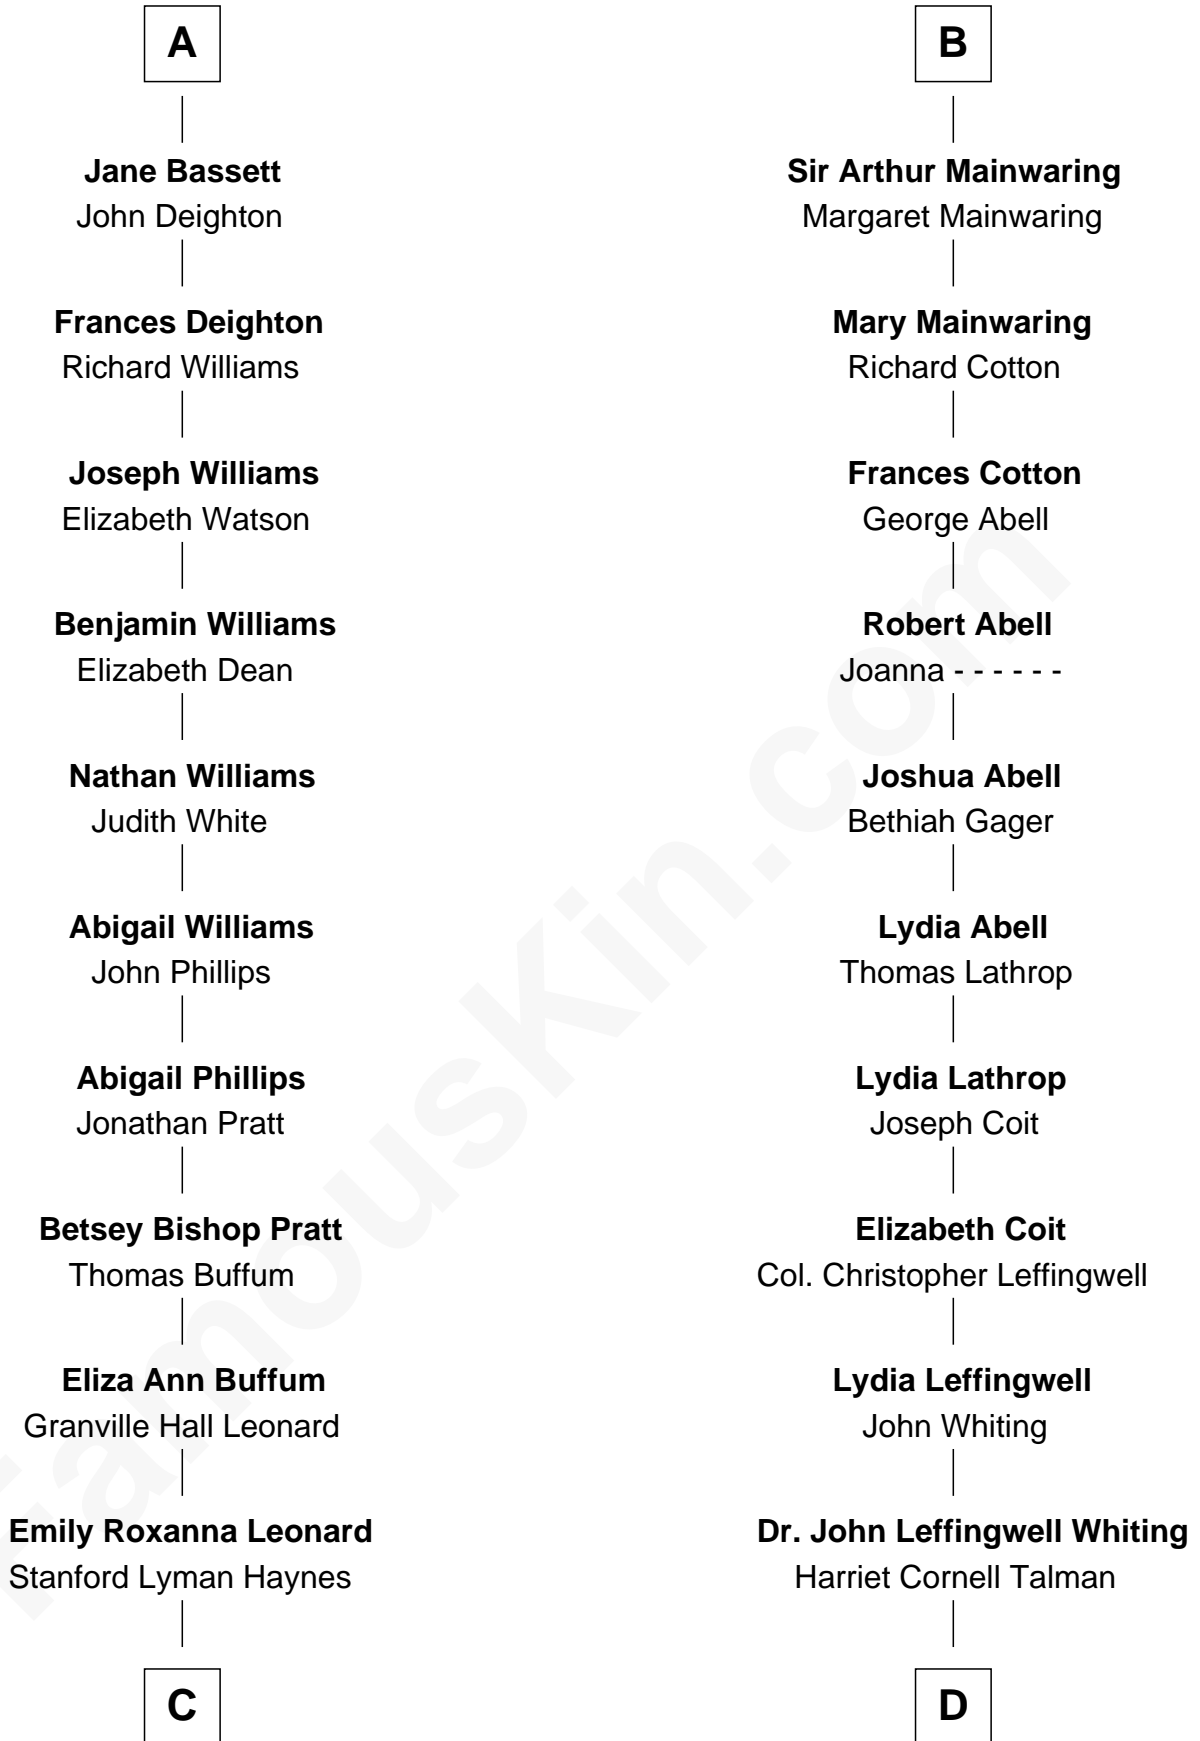 A
Jane Bassett
John Deighton
Frances Deighton
Richard Williams
Joseph Williams
Elizabeth Watson
Benjamin Williams
Elizabeth Dean
Nathan Williams
Judith White
Abigail Williams
John Phillips
Abigail Phillips
Jonathan Pratt
Betsey Bishop Pratt
Thomas Buffum
Eliza Ann Buffum
Granville Hall Leonard
Emily Roxanna Leonard
Stanford Lyman Haynes
C
B
Sir Arthur Mainwaring
Margaret Mainwaring
Mary Mainwaring
Richard Cotton
Frances Cotton
George Abell
Robert Abell
Joanna - - - - - -
Joshua Abell
Bethiah Gager
Lydia Abell
Thomas Lathrop
Lydia Lathrop
Joseph Coit
Elizabeth Coit
Col. Christopher Leffingwell
Lydia Leffingwell
John Whiting
Dr. John Leffingwell Whiting
Harriet Cornell Talman
D
FamousKin.com